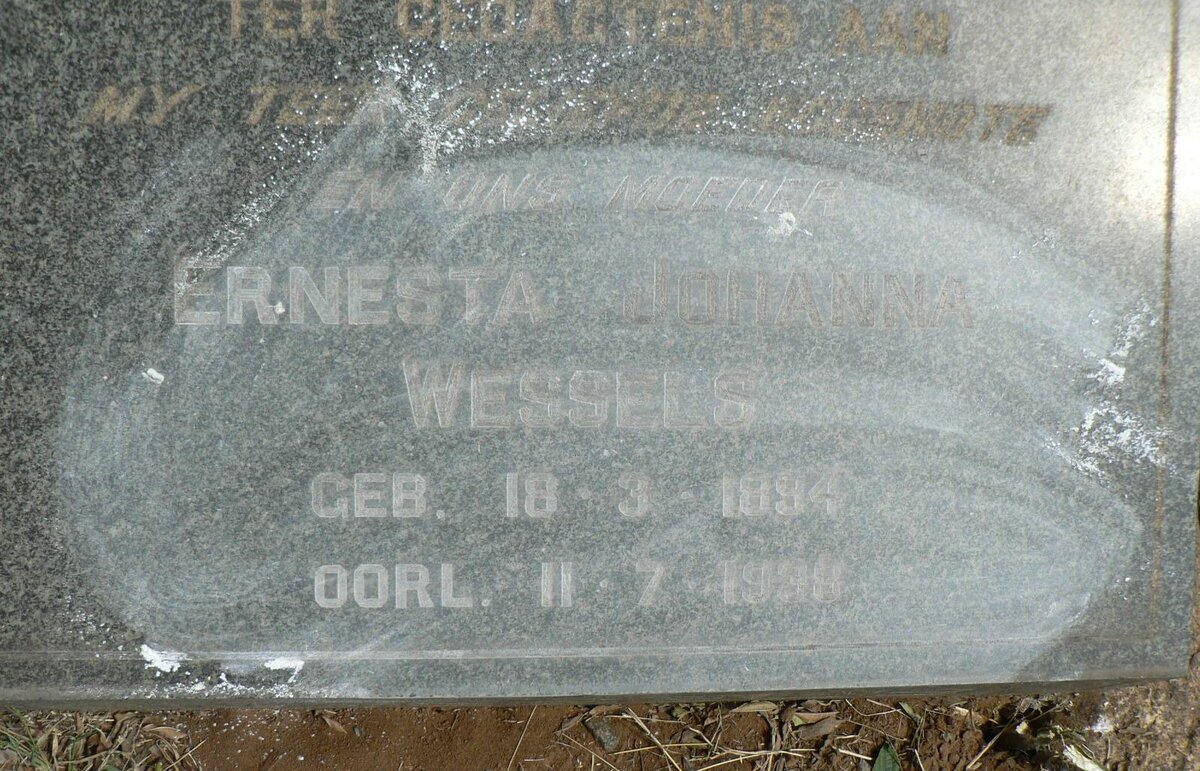 TER GEDAGTENIS AAN
MY
EN ONS MOEDER
ERNESTA JOHANNA
WESSELS
GEB. 18·3·1894
OORL. 11·7·1938